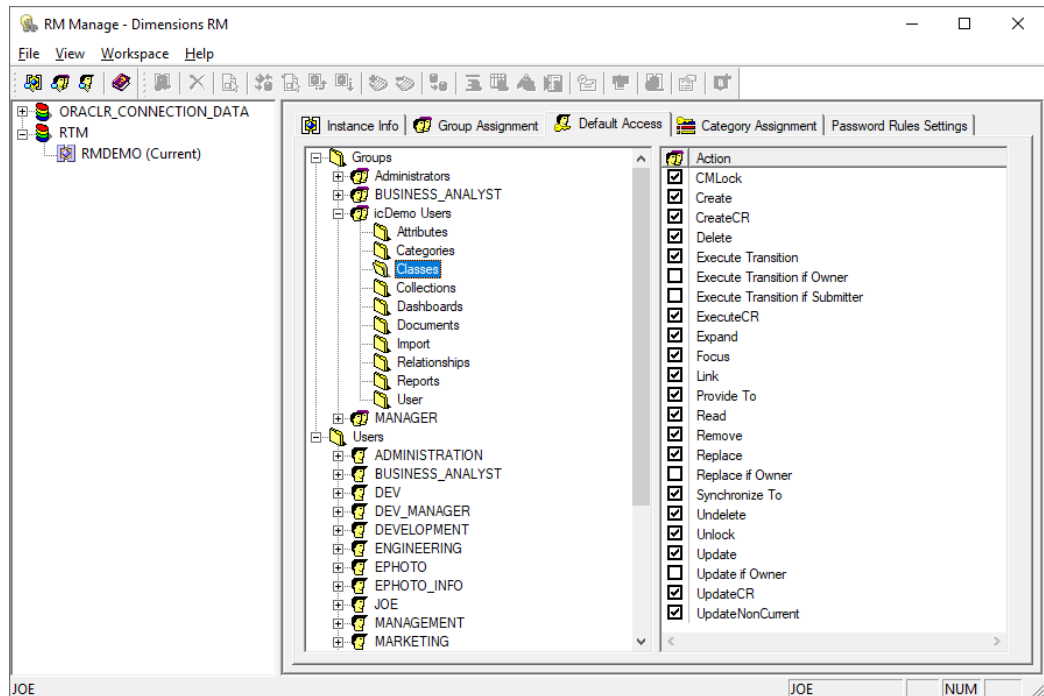 RM Manage - Dimensions RM
File View Workspace Help
ORACLR_CONNECTION_DATA
RTM
RMDEMO (Current)
Instance Info Group Assignment Default Access Category Assignment Password Rules Settings
Groups
Administrators
BUSINESS_ANALYST
icDemo Users
Attributes
Categories
Classes
Collections
Dashboards
Documents
Import
Relationships
Reports
User
MANAGER
Users
ADMINISTRATION
BUSINESS_ANALYST
DEV
DEV_MANAGER
DEVELOPMENT
ENGINEERING
EPHOTO
EPHOTO_INFO
JOE
MANAGEMENT
MARKETING
Action
CMLock
Create
CreateCR
Delete
Execute Transition
Execute Transition if Owner
Execute Transition if Submitter
ExecuteCR
Expand
Focus
Link
Provide To
Read
Remove
Replace
Replace if Owner
Synchronize To
Undelete
Unlock
Update
Update if Owner
UpdateCR
UpdateNonCurrent
JOE JOE NUM